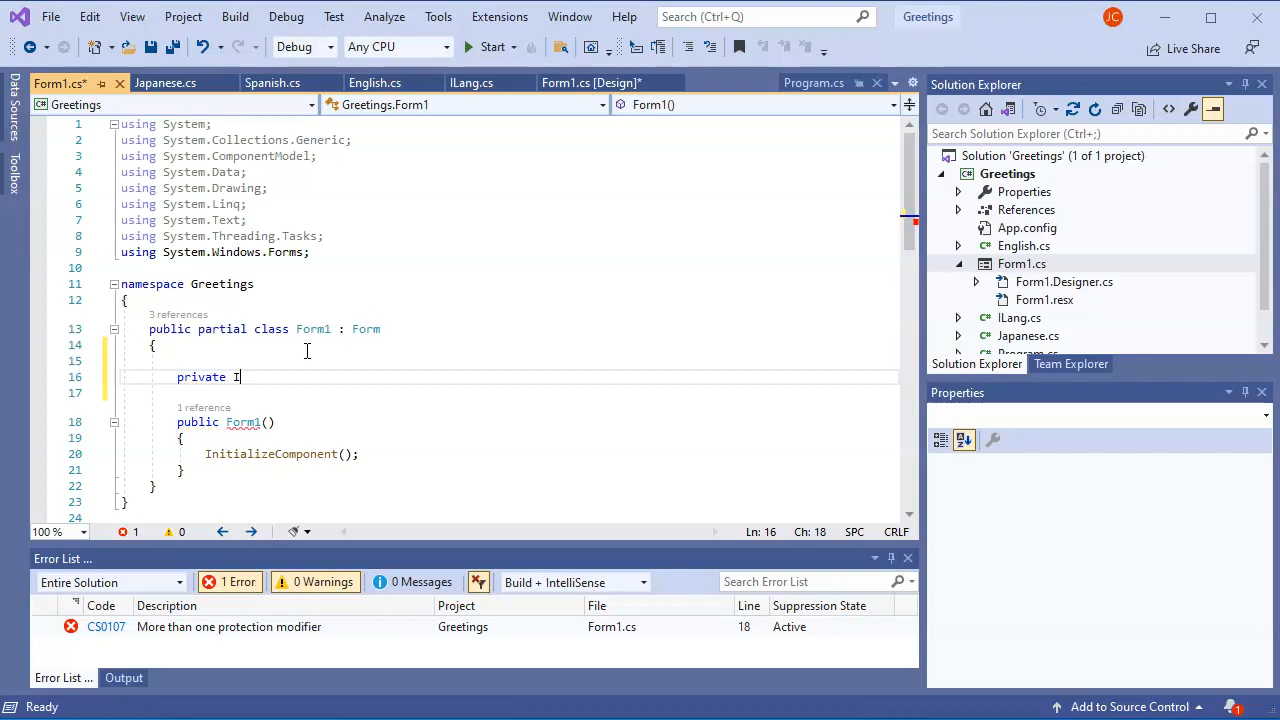 File Edit View Project Build Debug Test Analyze Tools Extensions Window Help Search (Ctrl+Q) Greetings JC
Debug Any CPU Start Live Share
Data Sources
Toolbox
Form1.cs* Japanese.cs Spanish.cs English.cs ILang.cs Form1.cs [Design]* Program.cs
Greetings Greetings.Form1 Form1()
1 using System;
2 using System.Collections.Generic;
3 using System.ComponentModel;
4 using System.Data;
5 using System.Drawing;
6 using System.Linq;
7 using System.Text;
8 using System.Threading.Tasks;
9 using System.Windows.Forms;
10
11 namespace Greetings
12 {
3 references
13 public partial class Form1 : Form
14 {
15
16 private I
17
1 reference
18 public Form1()
19 {
20 InitializeComponent();
21 }
22 }
23 }
24
100 % 1 0 Ln: 16 Ch: 18 SPC CRLF
Error List ...
Entire Solution 1 Error 0 Warnings 0 Messages Build + IntelliSense Search Error List
Code Description Project File Line Suppression State
CS0107 More than one protection modifier Greetings Form1.cs 18 Active
Error List ... Output
Solution Explorer
Search Solution Explorer (Ctrl+;)
Solution 'Greetings' (1 of 1 project)
C# Greetings
Properties
References
App.config
C# English.cs
Form1.cs
Form1.Designer.cs
Form1.resx
C# ILang.cs
C# Japanese.cs
C# Program.cs
Solution Explorer Team Explorer
Properties
Ready Add to Source Control 1